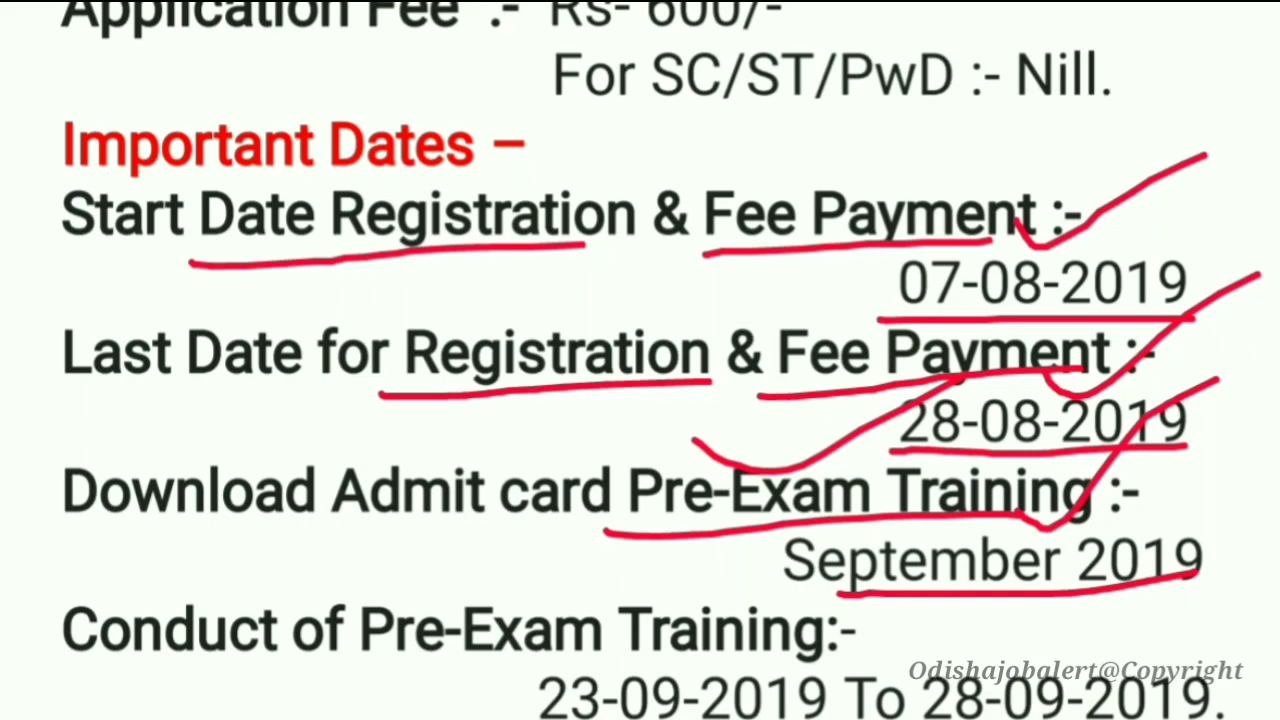 Application Fee :- Rs- 600/-
For SC/ST/PwD :- Nill.
Important Dates –
Start Date Registration & Fee Payment :-
07-08-2019
Last Date for Registration & Fee Payment :-
28-08-2019
Download Admit card Pre-Exam Training :-
September 2019
Conduct of Pre-Exam Training:-
Odishajobalert@Copyright
23-09-2019 To 28-09-2019.